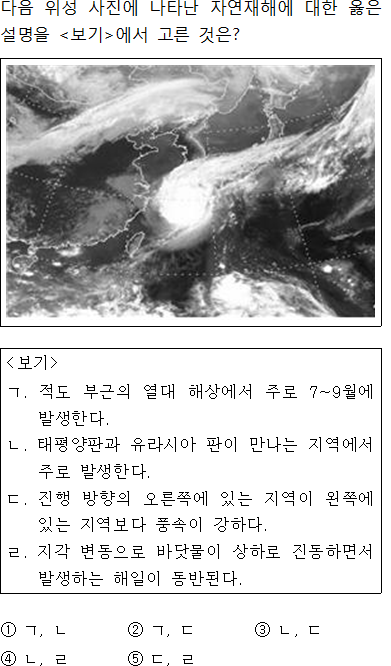 다음 위성 사진에 나타난 자연재해에 대한 옳은
설명을 <보기>에서 고른 것은?
<보기>
ㄱ. 적도 부근의 열대 해상에서 주로 7~9월에
발생한다.
ㄴ. 태평양판과 유라시아 판이 만나는 지역에서
주로 발생한다.
ㄷ. 진행 방향의 오른쪽에 있는 지역이 왼쪽에
있는 지역보다 풍속이 강하다.
ㄹ. 지각 변동으로 바닷물이 상하로 진동하면서
발생하는 해일이 동반된다.
① ㄱ, ㄴ ② ㄱ, ㄷ ③ ㄴ, ㄷ
④ ㄴ, ㄹ ⑤ ㄷ, ㄹ